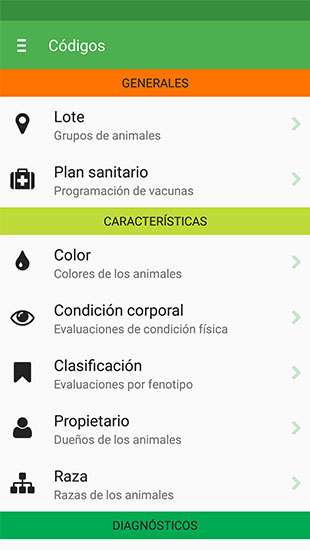 Códigos
GENERALES
Lote
Grupos de animales
Plan sanitario
Programación de vacunas
CARACTERÍSTICAS
Color
Colores de los animales
Condición corporal
Evaluaciones de condición física
Clasificación
Evaluaciones por fenotipo
Propietario
Dueños de los animales
Raza
Razas de los animales
DIAGNÓSTICOS